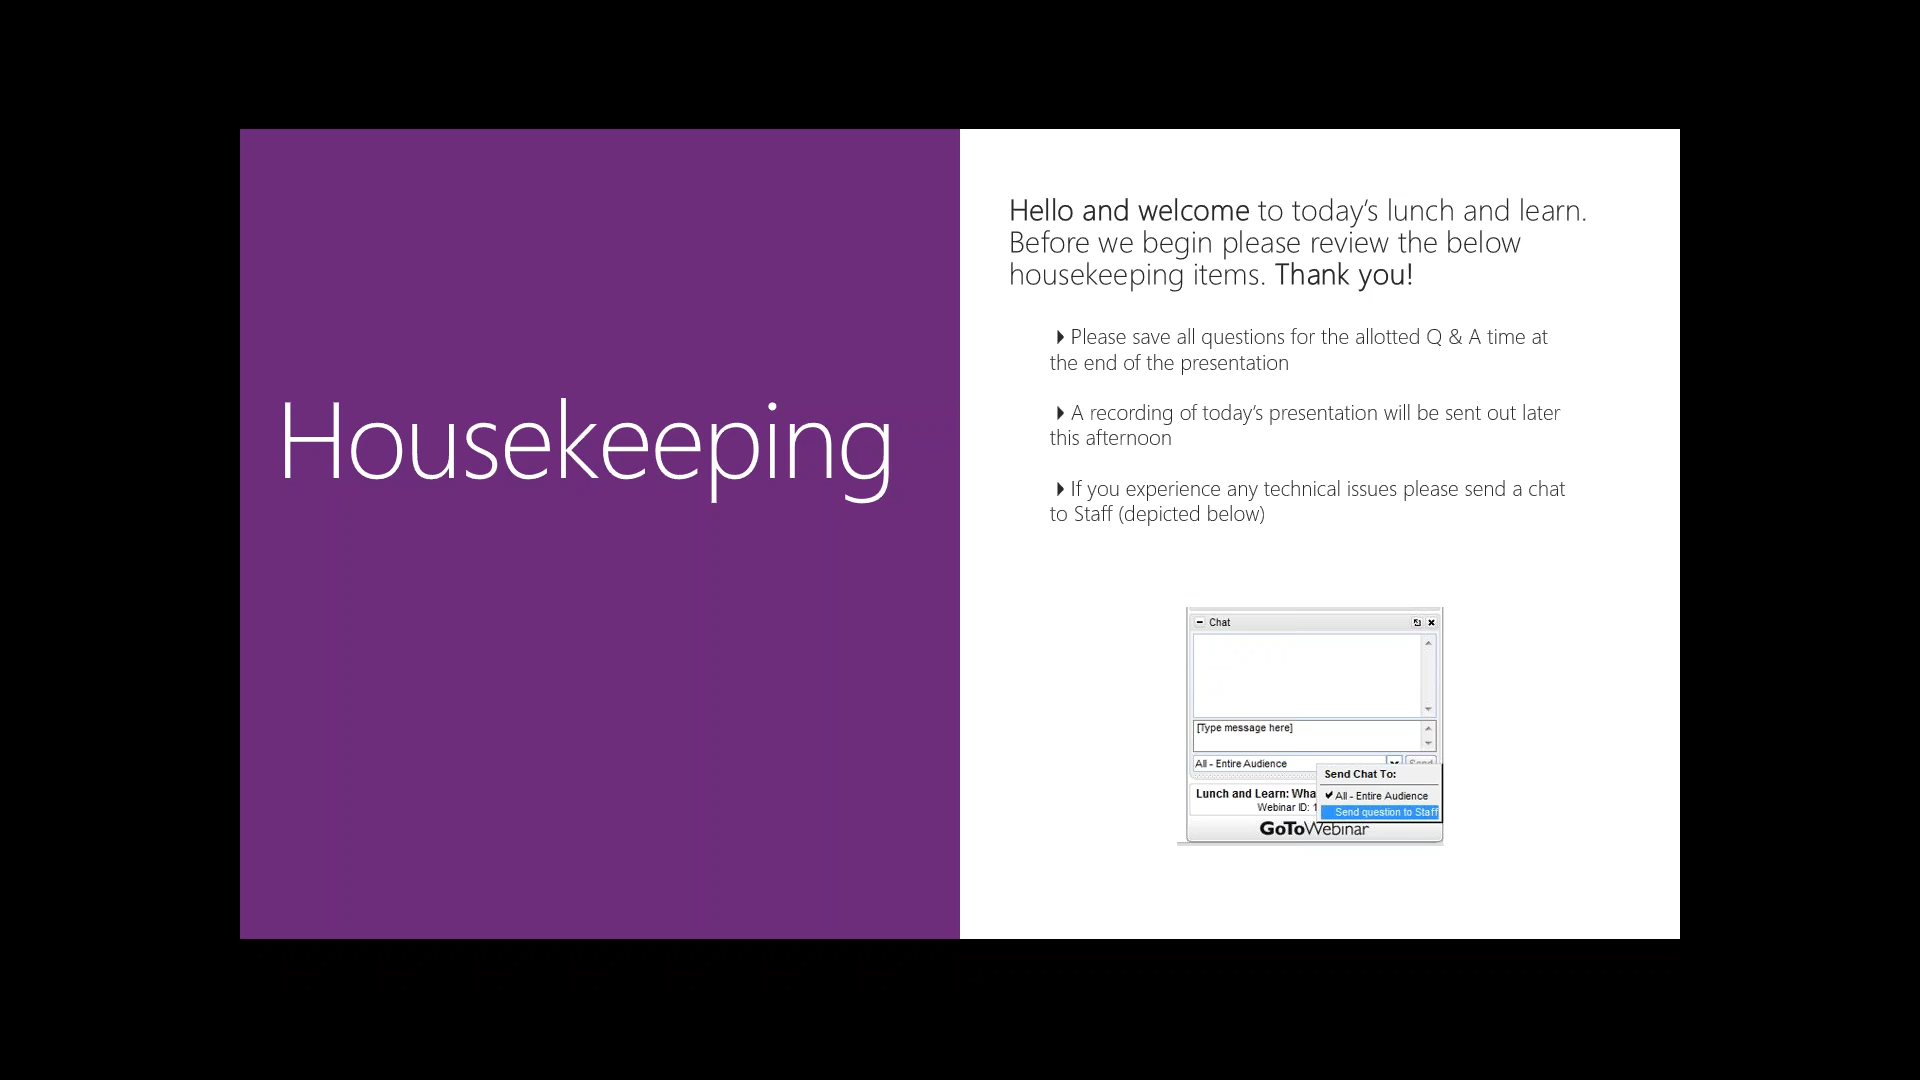 Housekeeping
Hello and welcome to today's lunch and learn.
Before we begin please review the below
housekeeping items. Thank you!
Please save all questions for the allotted Q & A time at
the end of the presentation
A recording of today's presentation will be sent out later
this afternoon
If you experience any technical issues please send a chat
to Staff (depicted below)
Chat
[Type message here]
All - Entire Audience
Send Chat To:
Lunch and Learn:
✔ All - Entire Audience
Webinar ID:
Send question to Staff
GoToWebinar